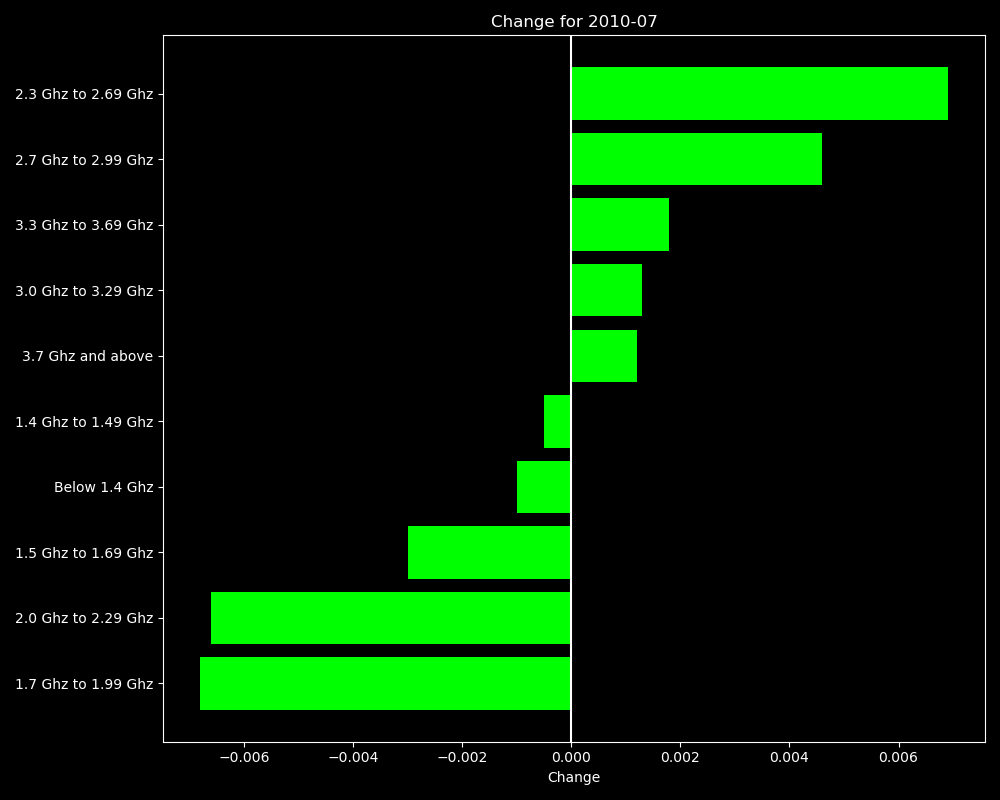 Change for 2010-07
2.3 Ghz to 2.69 Ghz
2.7 Ghz to 2.99 Ghz
3.3 Ghz to 3.69 Ghz
3.0 Ghz to 3.29 Ghz
3.7 Ghz and above
1.4 Ghz to 1.49 Ghz
Below 1.4 Ghz
1.5 Ghz to 1.69 Ghz
2.0 Ghz to 2.29 Ghz
1.7 Ghz to 1.99 Ghz
−0.006 −0.004 −0.002 0.000 0.002 0.004 0.006
Change